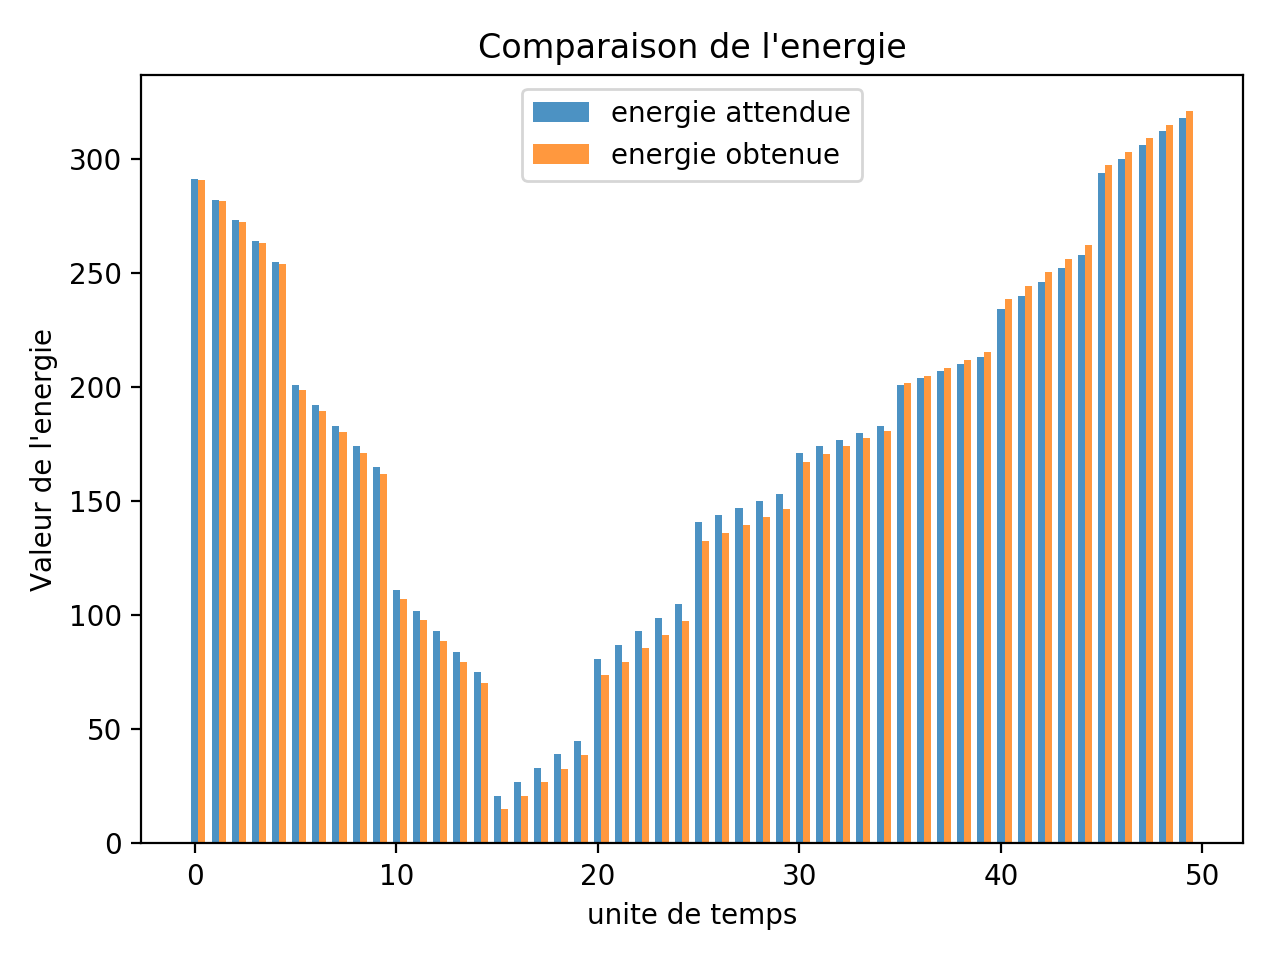 Comparaison de l'energie
energie attendue
energie obtenue
Valeur de l'energie
300
250
200
150
100
50
0
0 10 20 30 40 50
unite de temps